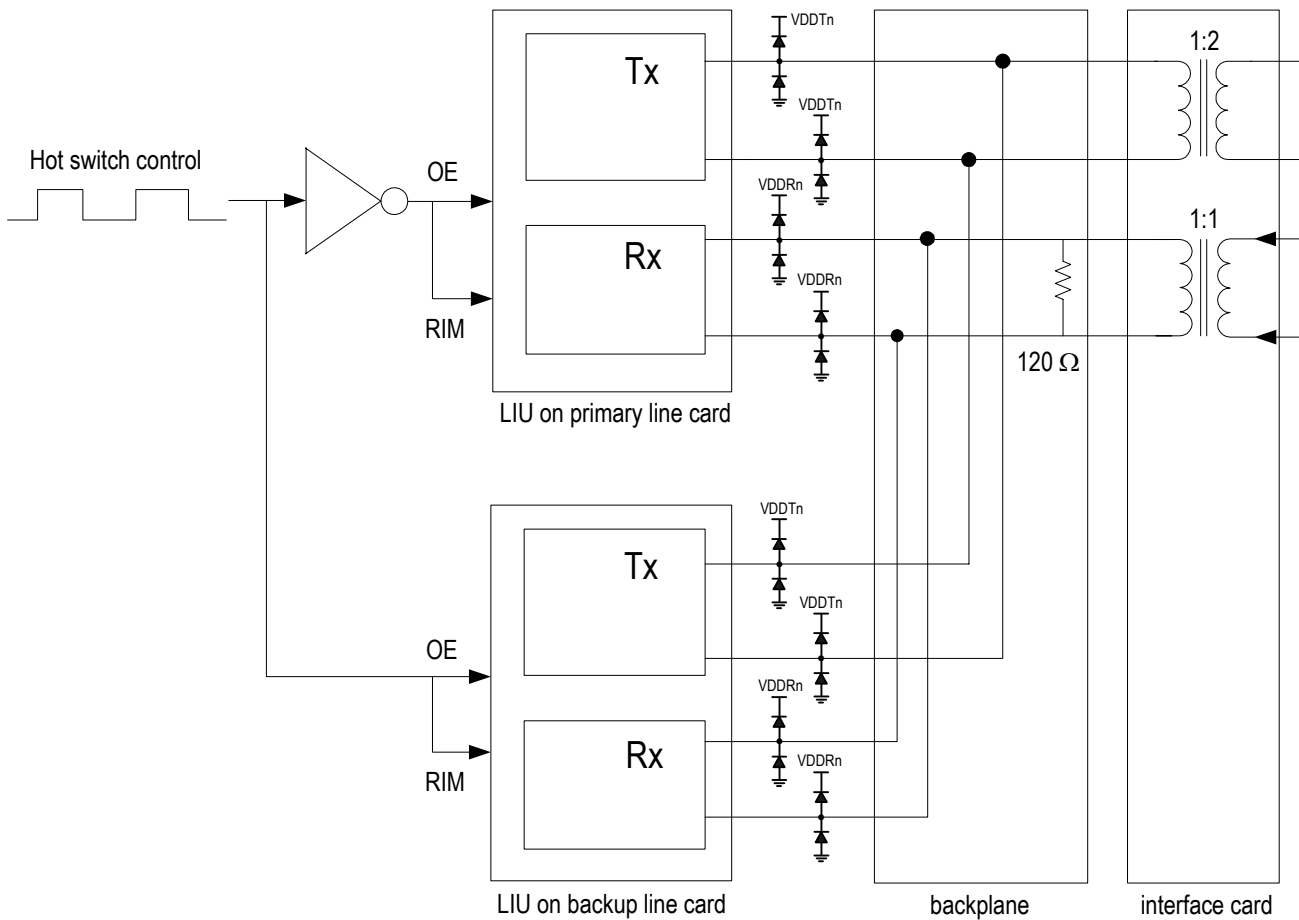 VDDTn
1:2
Tx
VDDTn
Hot switch control
OE
VDDRn
1:1
Rx
VDDRn
RIM
120 Ω
LIU on primary line card
VDDTn
Tx
VDDTn
OE
VDDRn
Rx
VDDRn
RIM
LIU on backup line card
backplane
interface card